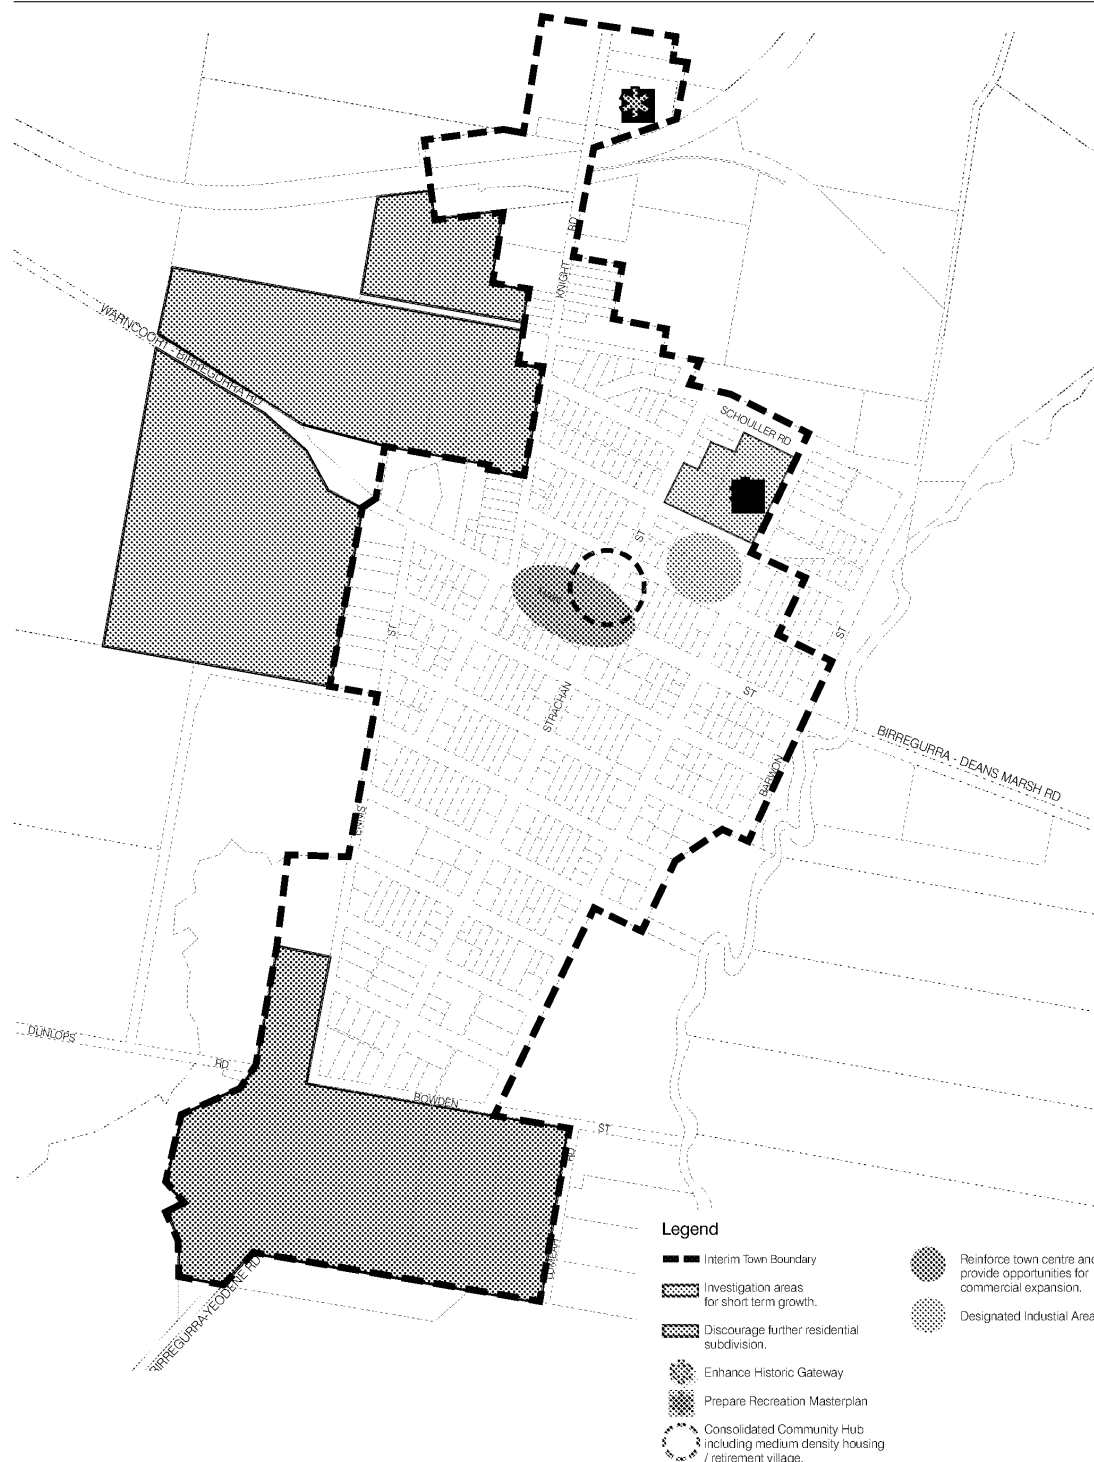 KNIGHT
RD
WARNCOORT - BIRREGURRA RD
SCHOULLER RD
ST
ST
ST
STRACHAN
ST
BIRREGURRA - DEANS MARSH RD
BARWON
ENNIS
DUNLOPS
RD
BOWDEN
ST
RD
BIRREGURRA-YEODENE RD
Legend
Interim Town Boundary
Investigation areas
for short term growth.
Discourage further residential
subdivision.
Enhance Historic Gateway
Prepare Recreation Masterplan
Consolidated Community Hub
including medium density housing
/ retirement village.
Reinforce town centre and
provide opportunities for
commercial expansion.
Designated Industial Area